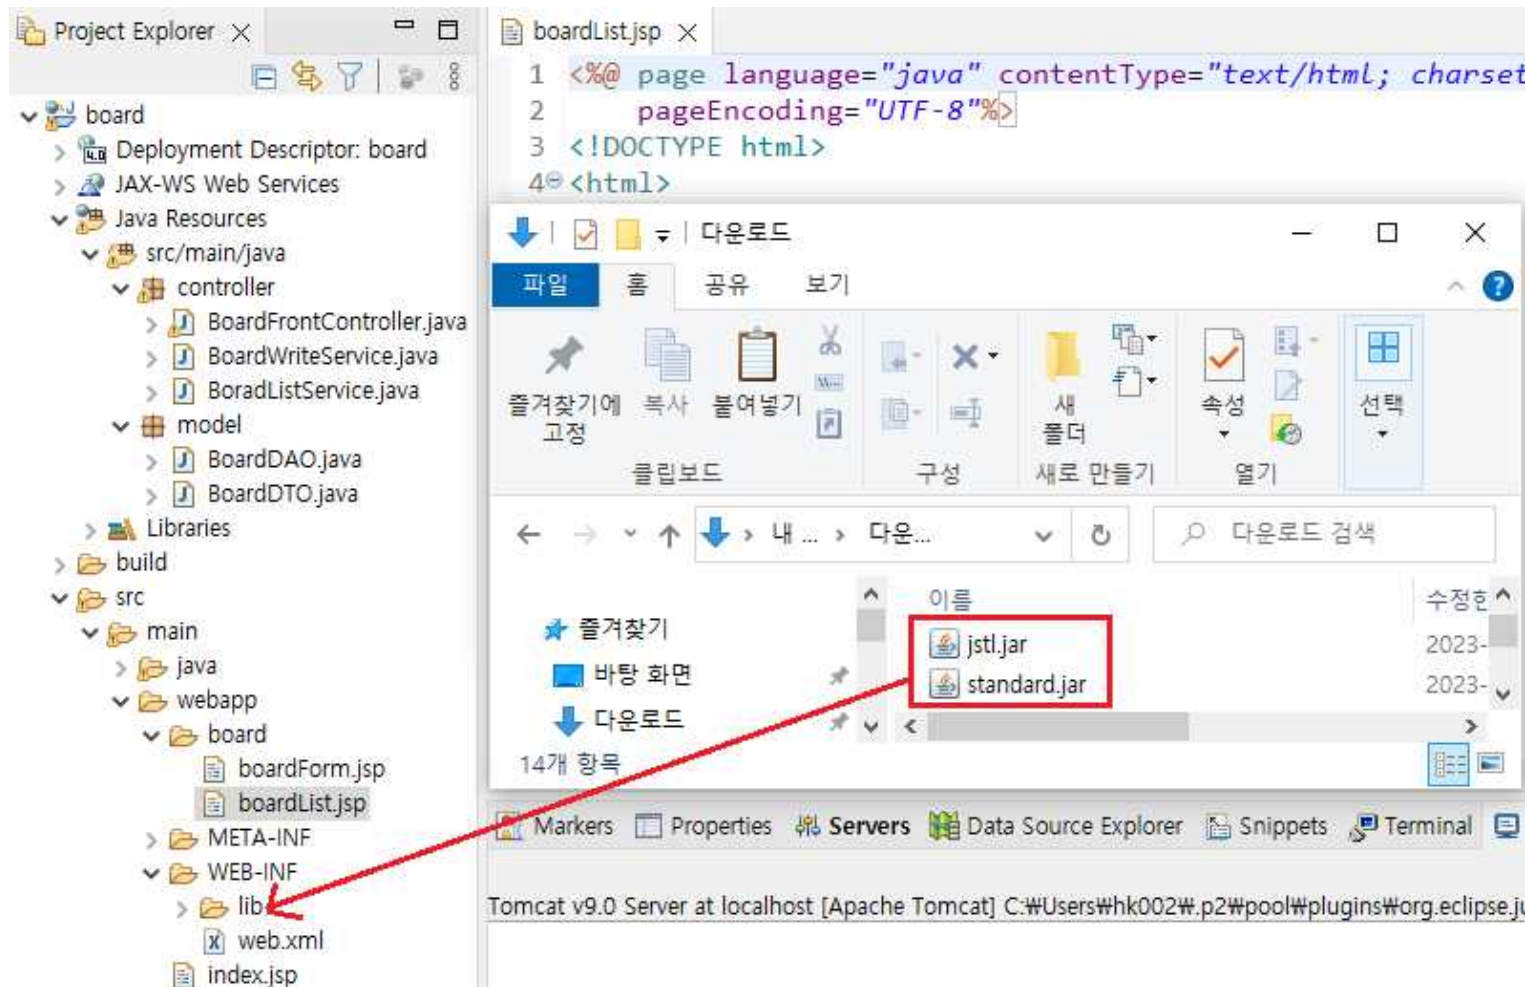 Project Explorer
board
Deployment Descriptor: board
JAX-WS Web Services
Java Resources
src/main/java
controller
BoardFrontController.java
BoardWriteService.java
BoradListService.java
model
BoardDAO.java
BoardDTO.java
Libraries
build
src
main
java
webapp
board
boardForm.jsp
boardList.jsp
META-INF
WEB-INF
lib
web.xml
index.jsp
boardList.jsp
1 <%@ page language="java" contentType="text/html; charset
2 pageEncoding="UTF-8"%>
3 <!DOCTYPE html>
4 <html>
다운로드
파일 홈 공유 보기
즐겨찾기에 고정 복사 붙여넣기
새 폴더
속성
선택
클립보드 구성 새로 만들기 열기
내 ... 다운... 다운로드 검색
이름 수정한
즐겨찾기
바탕 화면
다운로드
jstl.jar 2023-
standard.jar 2023-
14개 항목
Markers Properties Servers Data Source Explorer Snippets Terminal
Tomcat v9.0 Server at localhost [Apache Tomcat] C:₩Users₩hk002₩.p2₩pool₩plugins₩org.eclipse.ju